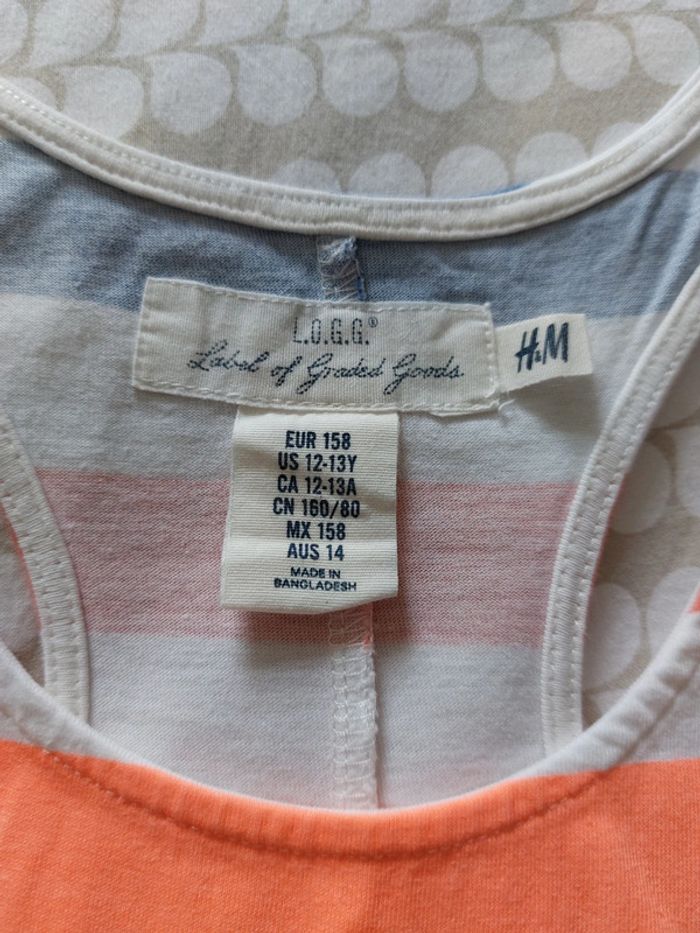 L.O.G.G.®
Label of Graded Goods
H&M
EUR 158
US 12-13Y
CA 12-13A
CN 160/80
MX 158
AUS 14
MADE IN
BANGLADESH